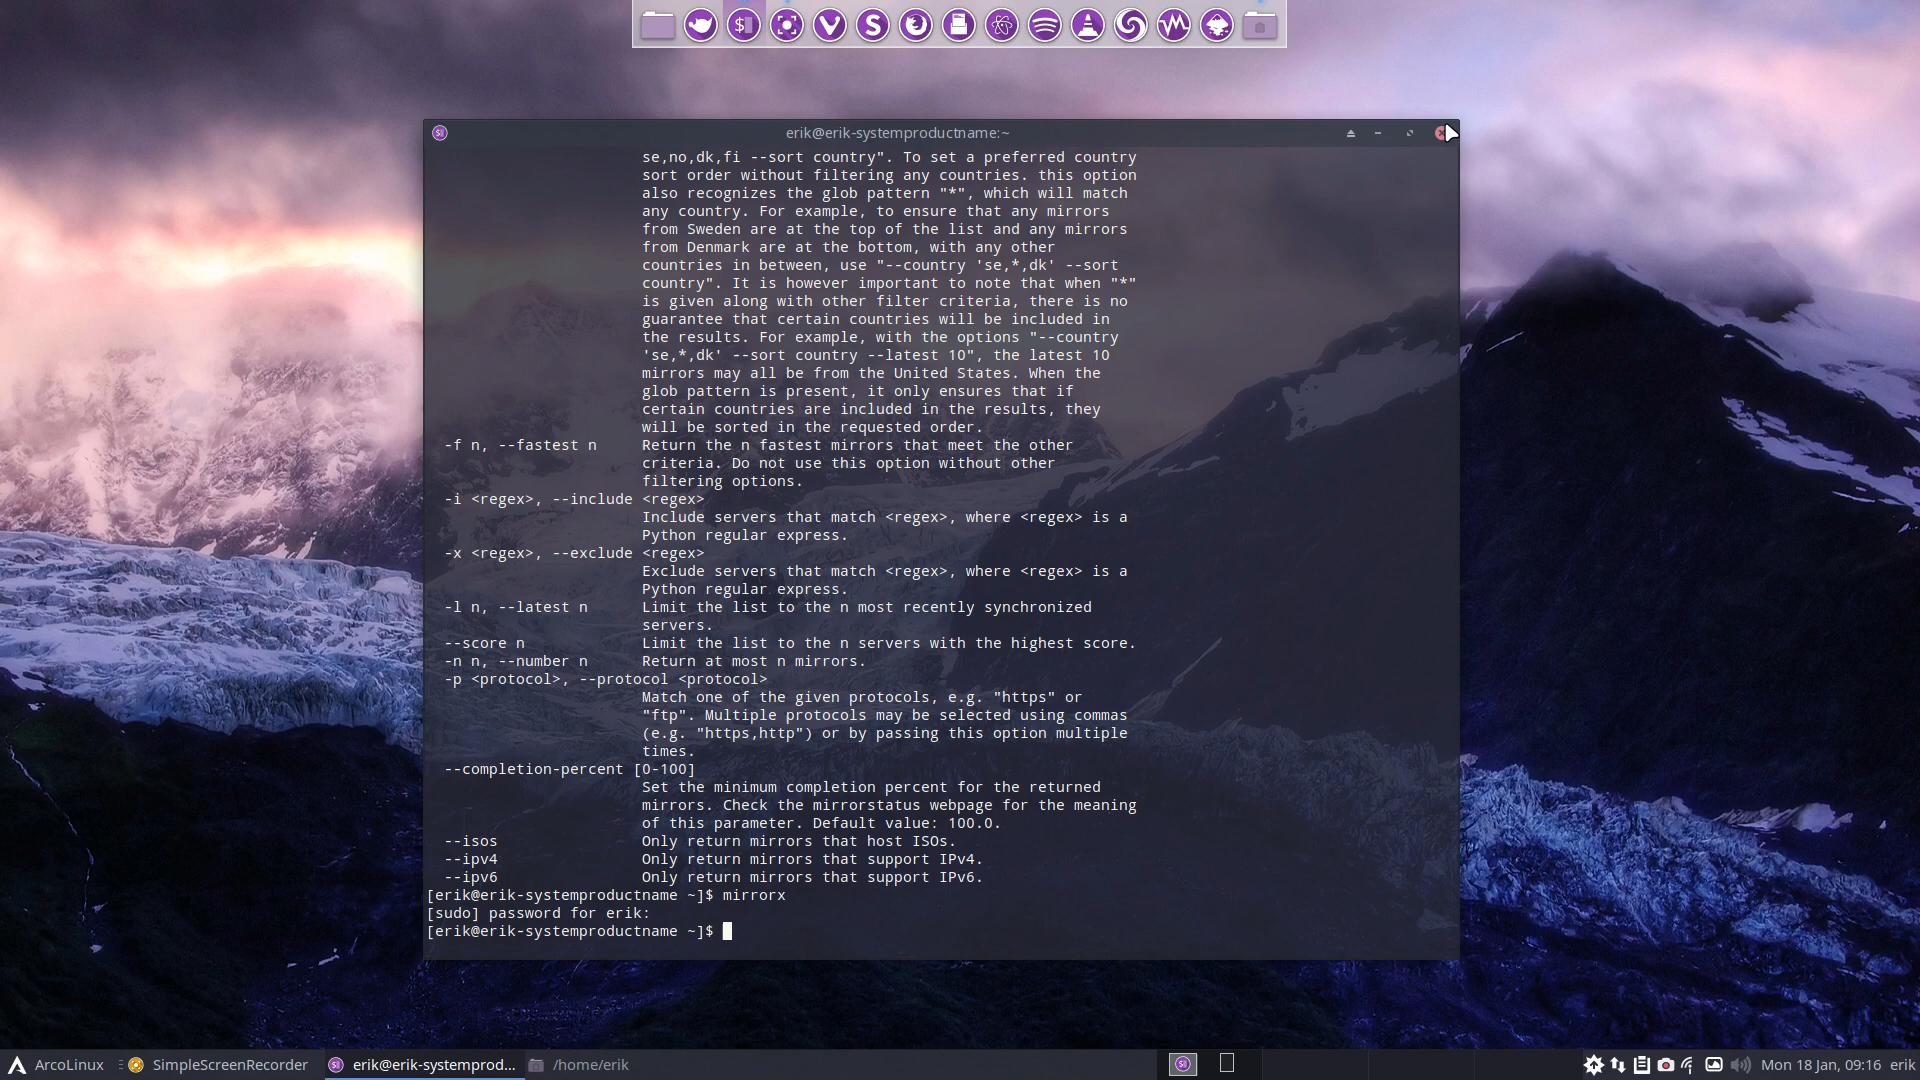 erik@erik-systemproductname:~
se,no,dk,fi --sort country". To set a preferred country
sort order without filtering any countries. this option
also recognizes the glob pattern "*", which will match
any country. For example, to ensure that any mirrors
from Sweden are at the top of the list and any mirrors
from Denmark are at the bottom, with any other
countries in between, use "--country 'se,*,dk' --sort
country". It is however important to note that when "*"
is given along with other filter criteria, there is no
guarantee that certain countries will be included in
the results. For example, with the options "--country
'se,*,dk' --sort country --latest 10", the latest 10
mirrors may all be from the United States. When the
glob pattern is present, it only ensures that if
certain countries are included in the results, they
will be sorted in the requested order.
-f n, --fastest n Return the n fastest mirrors that meet the other
criteria. Do not use this option without other
filtering options.
-i <regex>, --include <regex>
Include servers that match <regex>, where <regex> is a
Python regular express.
-x <regex>, --exclude <regex>
Exclude servers that match <regex>, where <regex> is a
Python regular express.
-l n, --latest n Limit the list to the n most recently synchronized
servers.
--score n Limit the list to the n servers with the highest score.
-n n, --number n Return at most n mirrors.
-p <protocol>, --protocol <protocol>
Match one of the given protocols, e.g. "https" or
"ftp". Multiple protocols may be selected using commas
(e.g. "https,http") or by passing this option multiple
times.
--completion-percent [0-100]
Set the minimum completion percent for the returned
mirrors. Check the mirrorstatus webpage for the meaning
of this parameter. Default value: 100.0.
--isos Only return mirrors that host ISOs.
--ipv4 Only return mirrors that support IPv4.
--ipv6 Only return mirrors that support IPv6.
[erik@erik-systemproductname ~]$ mirrorx
[sudo] password for erik:
[erik@erik-systemproductname ~]$
ArcoLinux SimpleScreenRecorder erik@erik-systemprod... /home/erik Mon 18 Jan, 09:16 erik